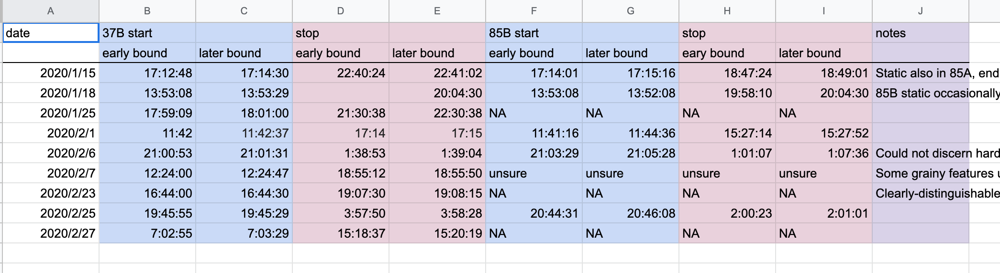 A B C D E F G H I J
date 37B start stop 85B start stop notes
early bound later bound early bound later bound early bound later bound eary bound later bound
2020/1/15 17:12:48 17:14:30 22:40:24 22:41:02 17:14:01 17:15:16 18:47:24 18:49:01 Static also in 85A, end
2020/1/18 13:53:08 13:53:29 20:04:30 13:53:08 13:52:08 19:58:10 20:04:30 85B static occasionally
2020/1/25 17:59:09 18:01:00 21:30:38 22:30:38 NA NA NA NA
2020/2/1 11:42 11:42:37 17:14 17:15 11:41:16 11:44:36 15:27:14 15:27:52
2020/2/6 21:00:53 21:01:31 1:38:53 1:39:04 21:03:29 21:05:28 1:01:07 1:07:36 Could not discern hard
2020/2/7 12:24:00 12:24:47 18:55:12 18:55:50 unsure unsure unsure unsure Some grainy features u
2020/2/23 16:44:00 16:44:30 19:07:30 19:08:15 NA NA NA NA Clearly-distinguishable
2020/2/25 19:45:55 19:45:29 3:57:50 3:58:28 20:44:31 20:46:08 2:00:23 2:01:01
2020/2/27 7:02:55 7:03:29 15:18:37 15:20:19 NA NA NA NA